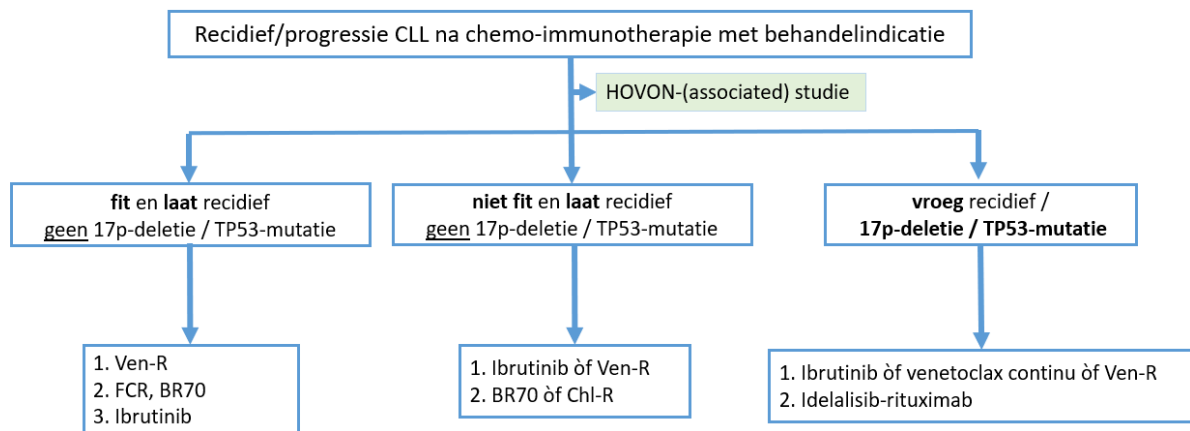 Recidief/progressie CLL na chemo-immunotherapie met behandelindicatie
HOVON-(associated) studie
fit en laat recidief
geen 17p-deletie / TP53-mutatie
niet fit en laat recidief
geen 17p-deletie / TP53-mutatie
vroeg recidief /
17p-deletie / TP53-mutatie
1. Ven-R
2. FCR, BR70
3. Ibrutinib
1. Ibrutinib òf Ven-R
2. BR70 òf Chl-R
1. Ibrutinib òf venetoclax continu òf Ven-R
2. Idelalisib-rituximab